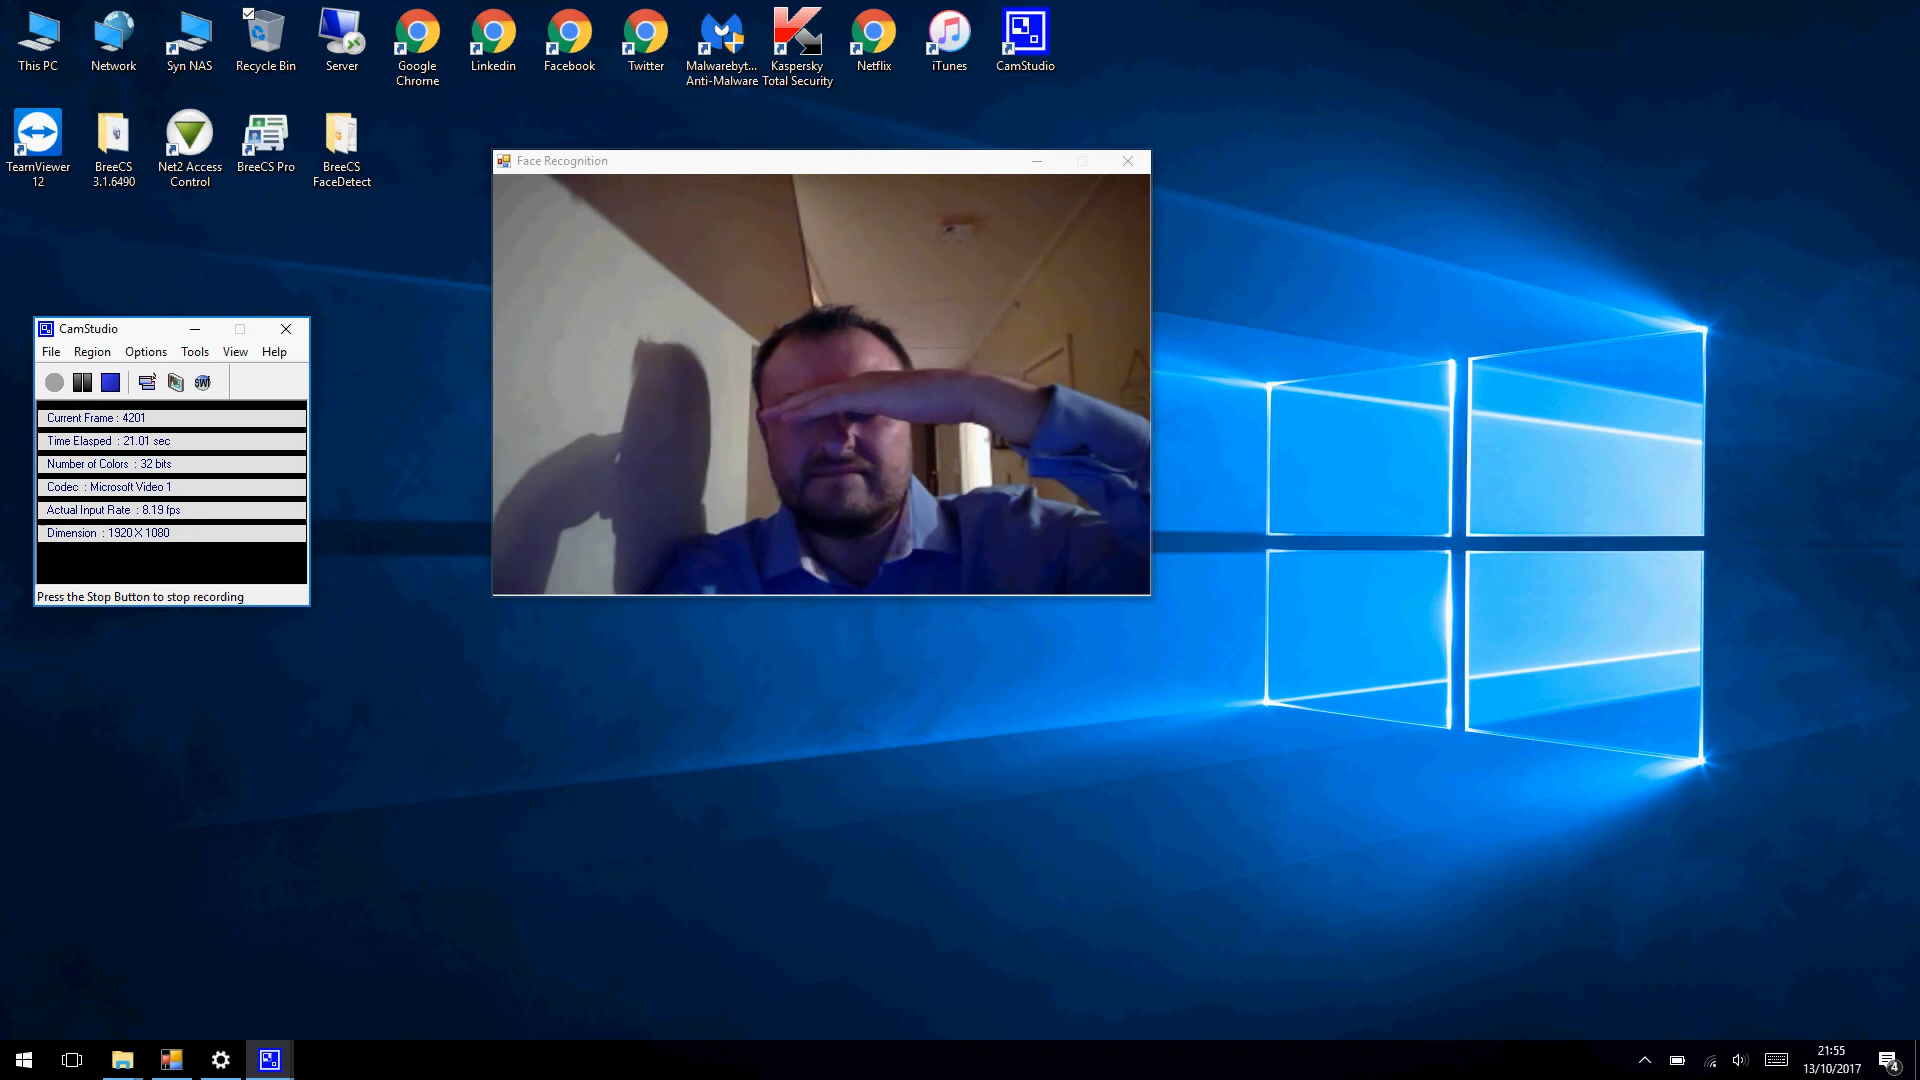 This PC
Network
Syn NAS
Recycle Bin
Server
Google
Chrome
Linkedin
Facebook
Twitter
Malwarebyt...
Anti-Malware
Kaspersky
Total Security
Netflix
iTunes
CamStudio
TeamViewer
12
BreeCS
3.1.6490
Net2 Access
Control
BreeCS Pro
BreeCS
FaceDetect
Face Recognition
CamStudio
File Region Options Tools View Help
SWF
Current Frame : 4201
Time Elasped : 21.01 sec
Number of Colors : 32 bits
Codec : Microsoft Video 1
Actual Input Rate : 8.19 fps
Dimension : 1920 X 1080
Press the Stop Button to stop recording
21:55
13/10/2017
4